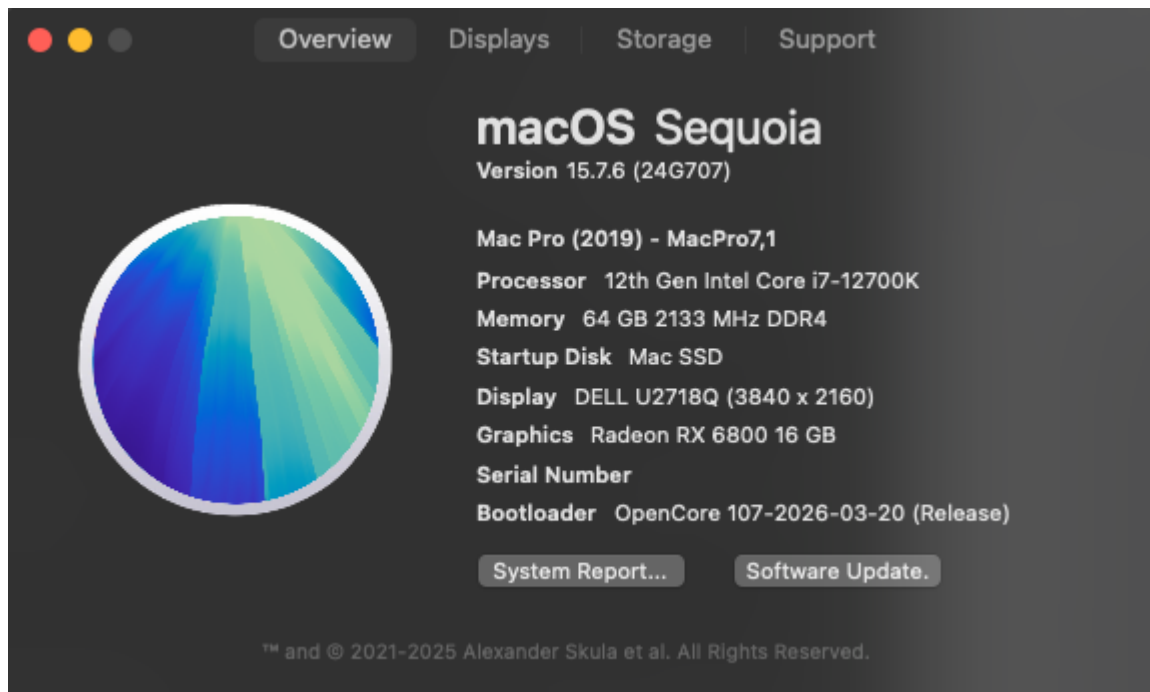 Overview Displays Storage Support
macOS Sequoia
Version 15.7.6 (24G707)
Mac Pro (2019) - MacPro7,1
Processor 12th Gen Intel Core i7-12700K
Memory 64 GB 2133 MHz DDR4
Startup Disk Mac SSD
Display DELL U2718Q (3840 x 2160)
Graphics Radeon RX 6800 16 GB
Serial Number
Bootloader OpenCore 107-2026-03-20 (Release)
System Report... Software Update.
™ and © 2021-2025 Alexander Skula et al. All Rights Reserved.